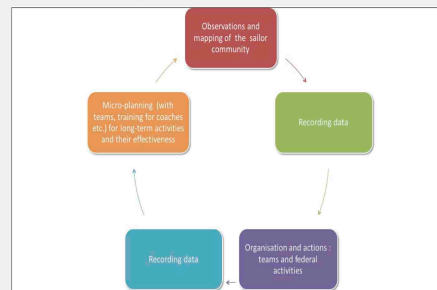 Observations and
mapping of the sailor
community
Recording data
Organisation and actions :
teams and federal
activities
Recording data
Micro-planning (with
teams, training for coaches
etc.) for long-term activities
and their effectiveness